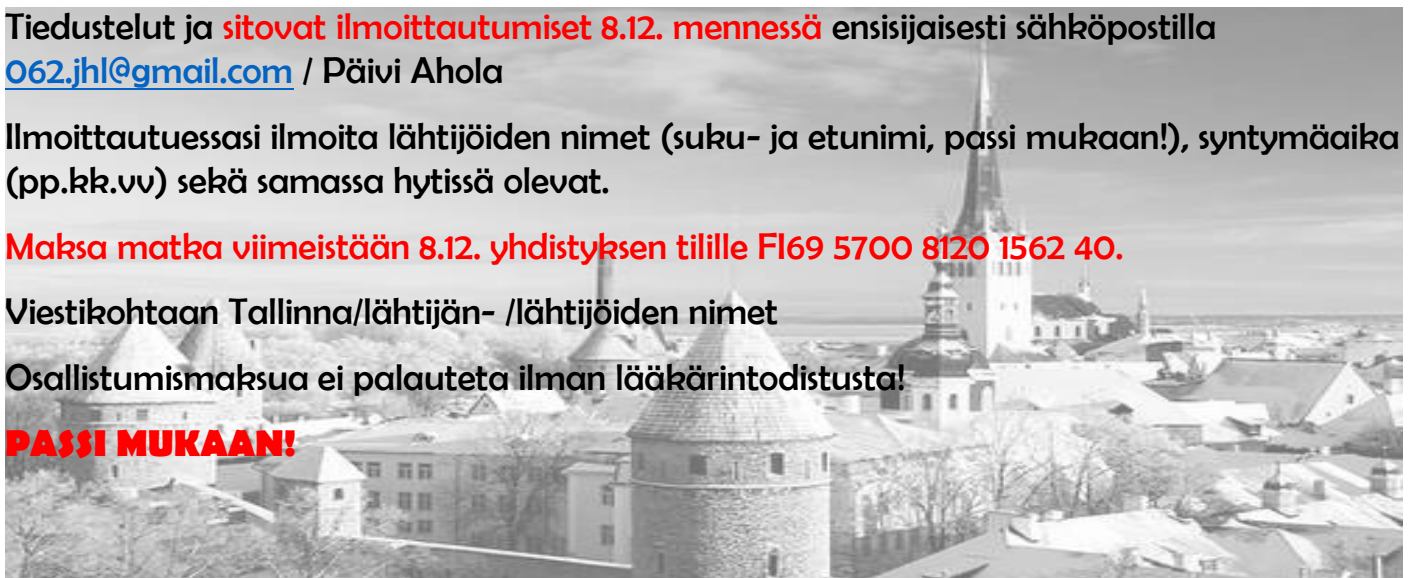 Tiedustelut ja sitovat ilmoittautumiset 8.12. mennessä ensisijaisesti sähköpostilla
062.jhl@gmail.com / Päivi Ahola
Ilmoittautuessasi ilmoita lähtijöiden nimet (suku- ja etunimi, passi mukaan!), syntymäaika
(pp.kk.vv) sekä samassa hytissä olevat.
Maksa matka viimeistään 8.12. yhdistyksen tilille FI69 5700 8120 1562 40.
Viestikohtaan Tallinna/lähtijän- /lähtijöiden nimet
Osallistumismaksua ei palauteta ilman lääkärintodistusta!
PASSI MUKAAN!